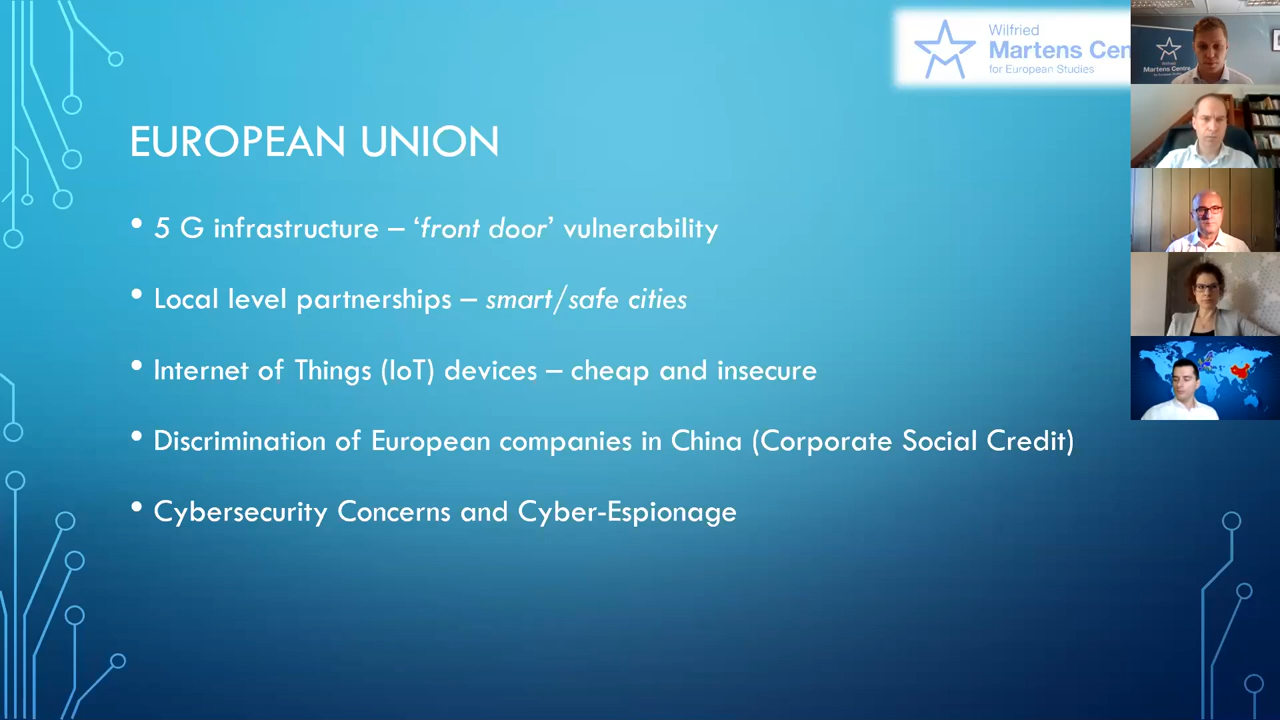 Wilfried
Martens Cen
for European Studies
Martens Centre
EUROPEAN UNION
• 5 G infrastructure – ‘front door’ vulnerability
• Local level partnerships – smart/safe cities
• Internet of Things (IoT) devices – cheap and insecure
• Discrimination of European companies in China (Corporate Social Credit)
• Cybersecurity Concerns and Cyber-Espionage